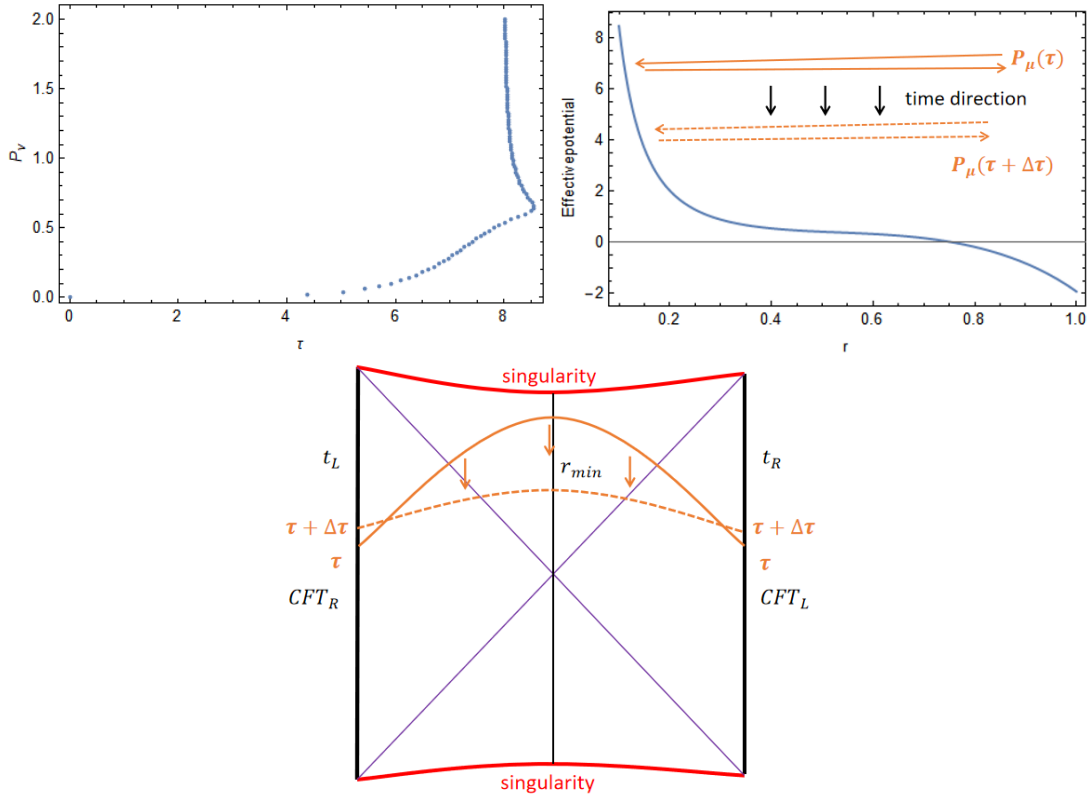 2.0
1.5
1.0
0.5
0.0
P_v
0 2 4 6 8
τ
8
6
4
2
0
−2
Effectivepotential
P_μ(τ)
time direction
P_μ(τ + Δτ)
0.2 0.4 0.6 0.8 1.0
r
singularity
t_L
t_R
r_min
τ + Δτ
τ + Δτ
τ
τ
CFT_R
CFT_L
singularity